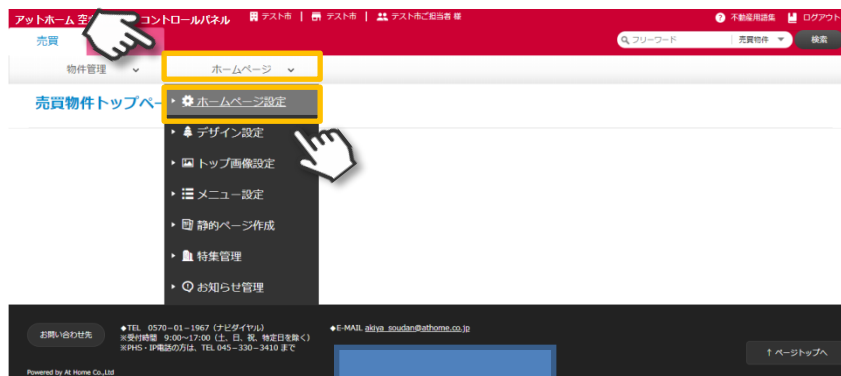 アットホーム 空 コントロールパネル テスト市 | テスト市 | テスト市ご担当者 様 不動産用語集 ログアウト
売買 フリーワード 売買物件 検索
物件管理 ホームページ
売買物件トップペー
ホームページ設定
デザイン設定
トップ画像設定
メニュー設定
静的ページ作成
特集管理
お知らせ管理
お問い合わせ先
◆TEL 0570-01-1967 (ナビダイヤル)
※受付時間 9:00~17:00 (土、日、祝、特定日を除く)
※PHS・IP電話の方は、TEL 045-330-3410 まで
◆E-MAIL akiya_soudan@athome.co.jp
↑ ページトップへ
Powered by At Home Co.,Ltd